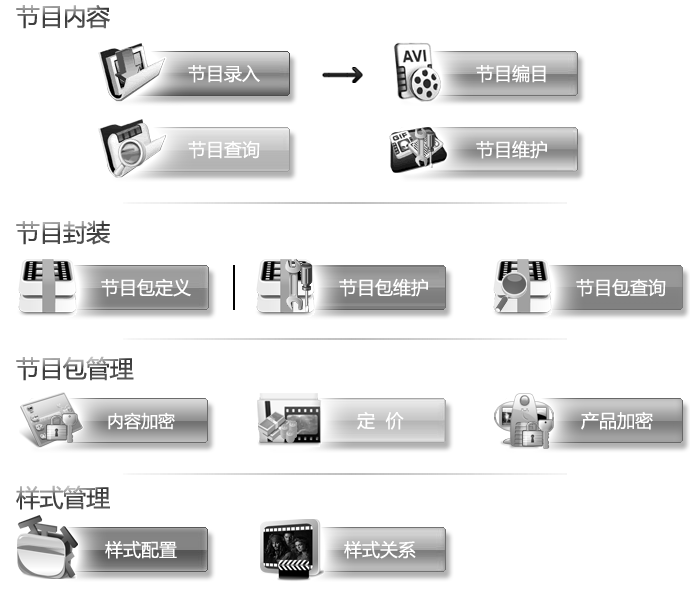 节目内容
节目录入
AVI
节目编目
节目查询
GIF
节目维护
节目封装
节目包定义
节目包维护
节目包查询
节目包管理
内容加密
定 价
产品加密
样式管理
样式配置
样式关系